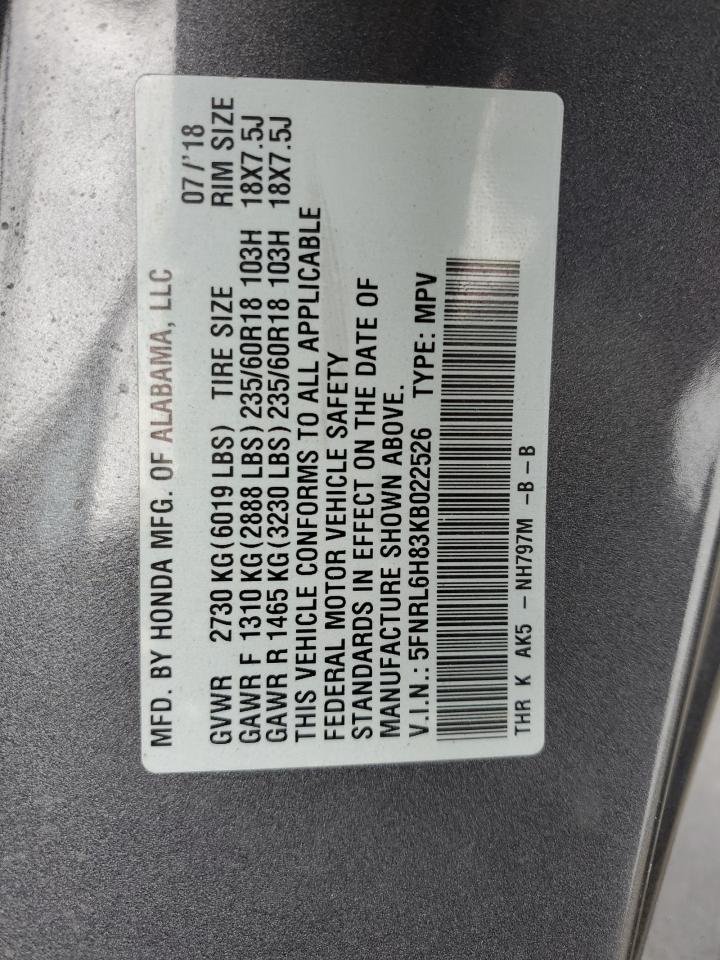 MFD. BY HONDA MFG. OF ALABAMA, LLC 07/'18
GVWR 2730 KG(6019 LBS) TIRE SIZE RIM SIZE
GAWR F 1310 KG(2888 LBS) 235/60R18 103H 18X7.5J
GAWR R 1465 KG(3230 LBS) 235/60R18 103H 18X7.5J
THIS VEHICLE CONFORMS TO ALL APPLICABLE
FEDERAL MOTOR VEHICLE SAFETY
STANDARDS IN EFFECT ON THE DATE OF
MANUFACTURE SHOWN ABOVE.
V.I.N.: 5FNRL6H83KB022526 TYPE: MPV
THR K AK5 – NH797M –B–B